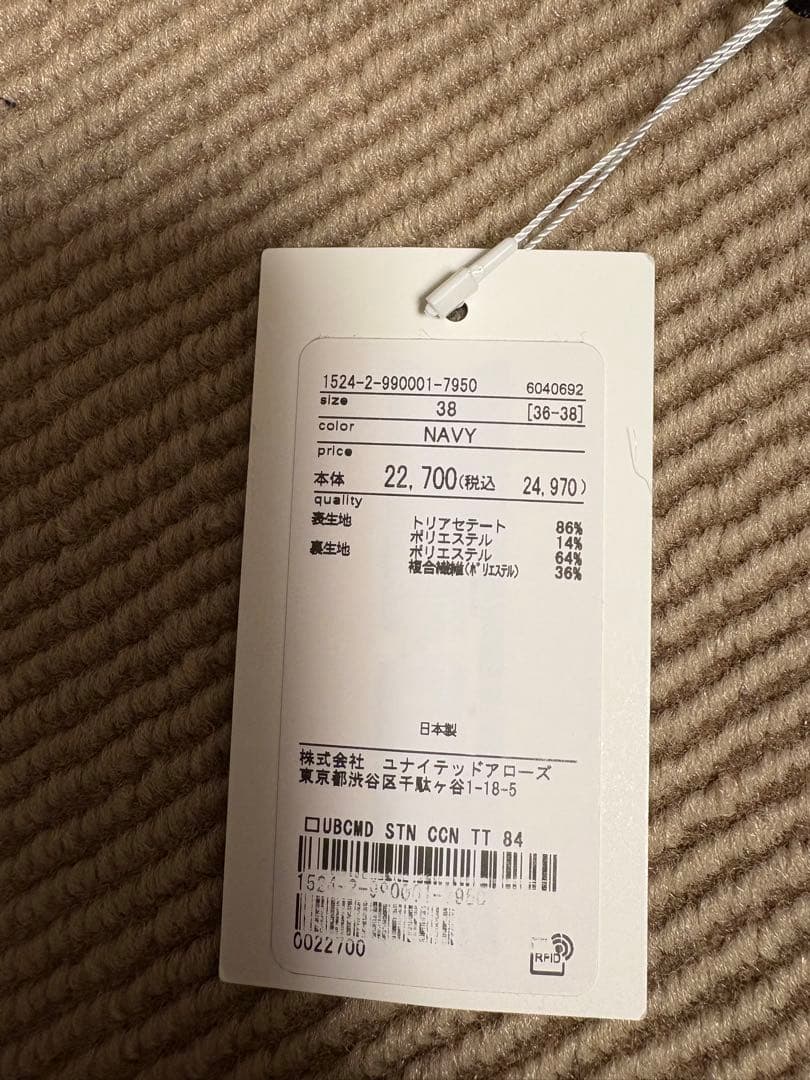 1524-2-990001-7950 6040692
size 38 [36-38]
color NAVY
price
本体 22,700(税込 24,970)
quality
表生地 トリアセテート 86%
ポリエステル 14%
裏生地 ポリエステル 64%
複合繊維(ポリエステル) 36%
日本製
株式会社 ユナイテッドアローズ
東京都渋谷区千駄ヶ谷1-18-5
□UBCMD STN CCN TT 84
1524-2-990001-7950
0022700
RFID